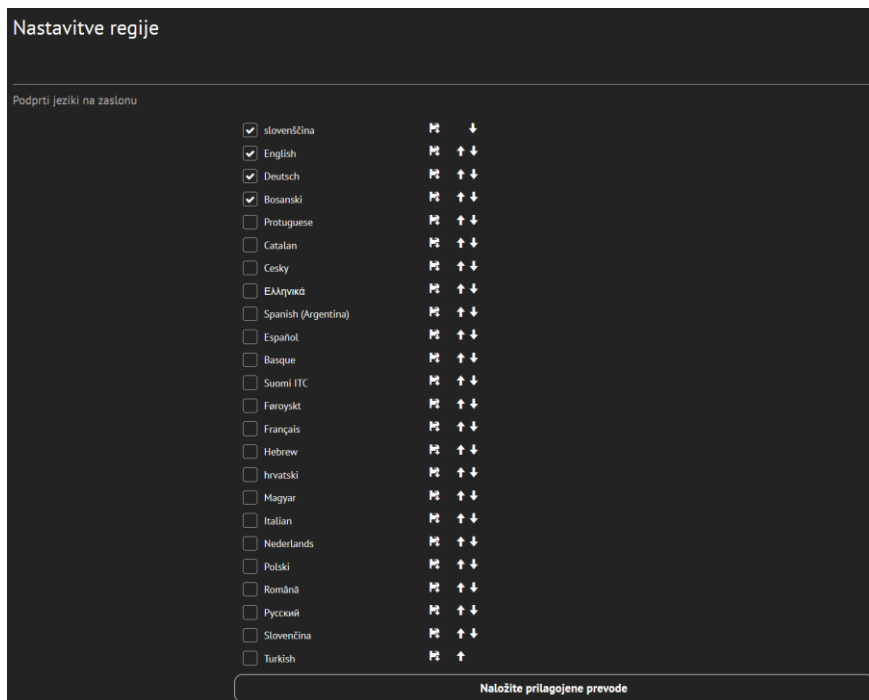 Nastavitve regije
Podprti jeziki na zaslonu
slovenščina
English
Deutsch
Bosanski
Protuguese
Catalan
Cesky
Ελληνικά
Spanish (Argentina)
Español
Basque
Suomi ITC
Føroyskt
Français
Hebrew
hrvatski
Magyar
Italian
Nederlands
Polski
Română
Русский
Slovenčina
Turkish
Naložite prilagojene prevode